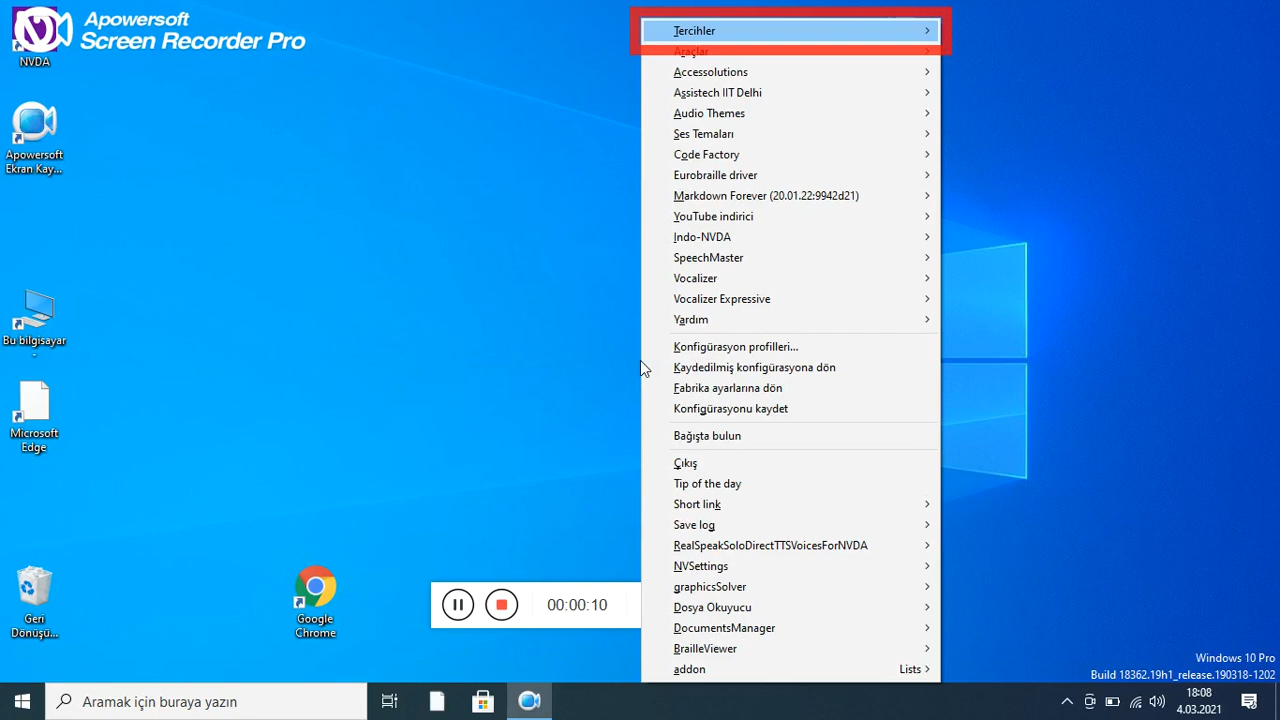 Apowersoft
Screen Recorder Pro
NVDA
Apowersoft
Ekran Kay...
Bu bilgisayar
.
Microsoft
Edge
Geri
Dönüşü...
Google
Chrome
00:00:10
Tercihler
Araçlar
Accessolutions
Assistech IIT Delhi
Audio Themes
Ses Temaları
Code Factory
Eurobraille driver
Markdown Forever (20.01.22:9942d21)
YouTube indirici
Indo-NVDA
SpeechMaster
Vocalizer
Vocalizer Expressive
Yardım
Konfigürasyon profilleri...
Kaydedilmiş konfigürasyona dön
Fabrika ayarlarına dön
Konfigürasyonu kaydet
Bağışta bulun
Çıkış
Tip of the day
Short link
Save log
RealSpeakSoloDirectTTSVoicesForNVDA
NVSettings
graphicsSolver
Dosya Okuyucu
DocumentsManager
BrailleViewer
addon Lists
Windows 10 Pro
Build 18362.19h1_release.190318-1202
Aramak için buraya yazın
18:08
4.03.2021